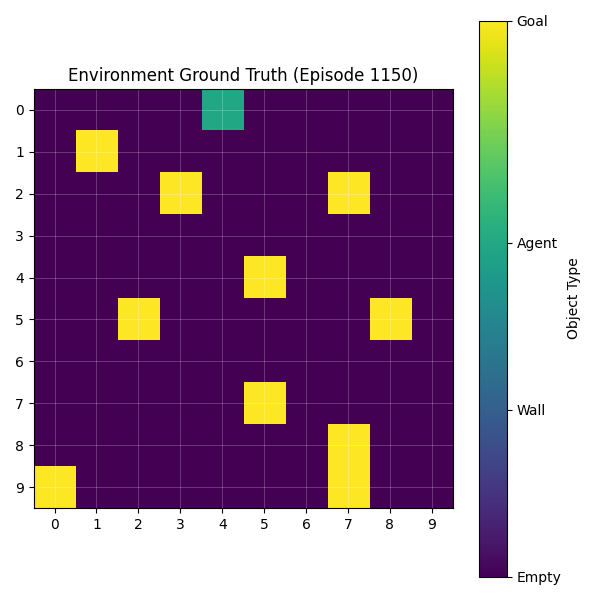 Environment Ground Truth (Episode 1150)
0
1
2
3
4
5
6
7
8
9
0 1 2 3 4 5 6 7 8 9
Goal
Agent
Wall
Empty
Object Type